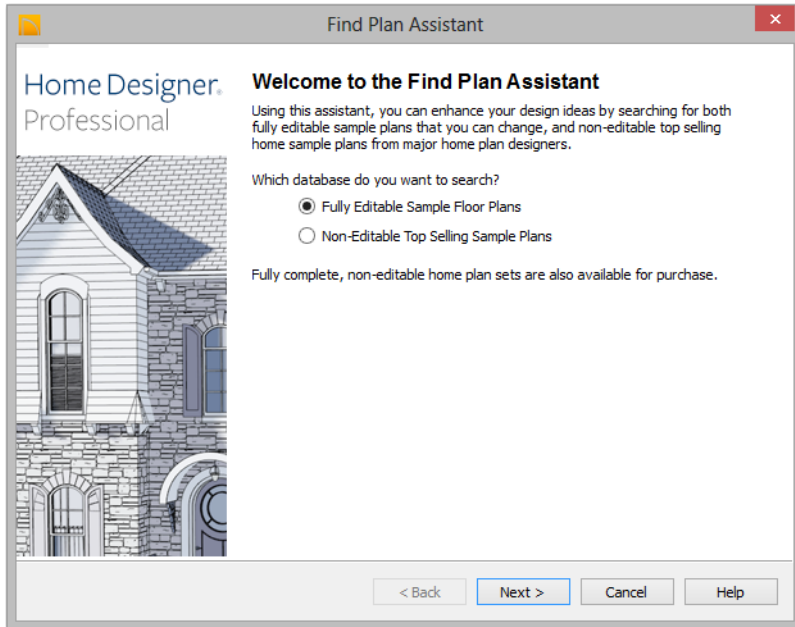 Find Plan Assistant
Home Designer®
Professional
Welcome to the Find Plan Assistant
Using this assistant, you can enhance your design ideas by searching for both
fully editable sample plans that you can change, and non-editable top selling
home sample plans from major home plan designers.
Which database do you want to search?
Fully Editable Sample Floor Plans
Non-Editable Top Selling Sample Plans
Fully complete, non-editable home plan sets are also available for purchase.
< Back
Next >
Cancel
Help